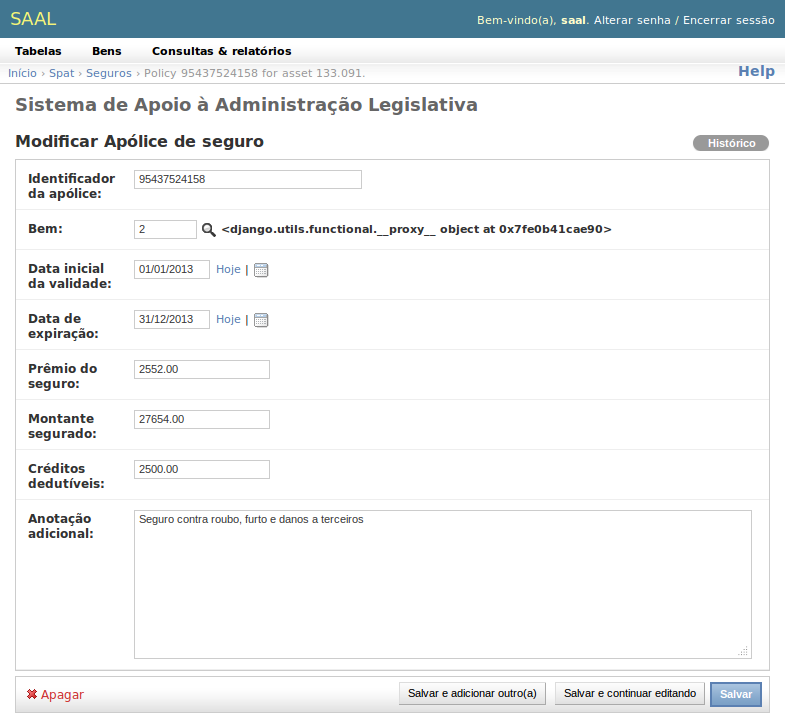 SAAL
Bem-vindo(a), saal. Alterar senha / Encerrar sessão
Tabelas Bens Consultas & relatórios
Início › Spat › Seguros › Policy 95437524158 for asset 133.091.
Help
Sistema de Apoio à Administração Legislativa
Modificar Apólice de seguro
Histórico
Identificador
da apólice:
95437524158
Bem:
2
<django.utils.functional.__proxy__ object at 0x7fe0b41cae90>
Data inicial
da validade:
01/01/2013
Hoje |
Data de
expiração:
31/12/2013
Hoje |
Prêmio do
seguro:
2552.00
Montante
segurado:
27654.00
Créditos
dedutíveis:
2500.00
Anotação
adicional:
Seguro contra roubo, furto e danos a terceiros
Apagar
Salvar e adicionar outro(a)
Salvar e continuar editando
Salvar